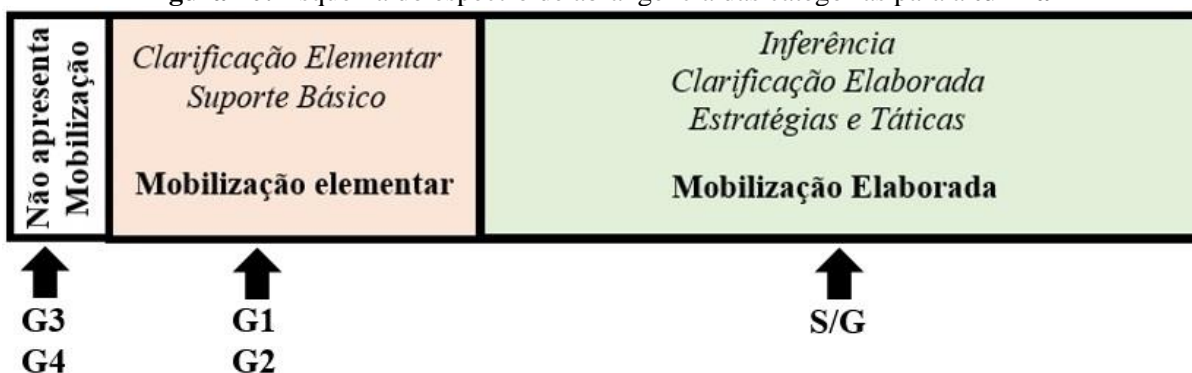 Não apresenta
Mobilização
Clarificação Elementar
Suporte Básico
Mobilização elementar
Inferência
Clarificação Elaborada
Estratégias e Táticas
Mobilização Elaborada
G3
G4
G1
G2
S/G